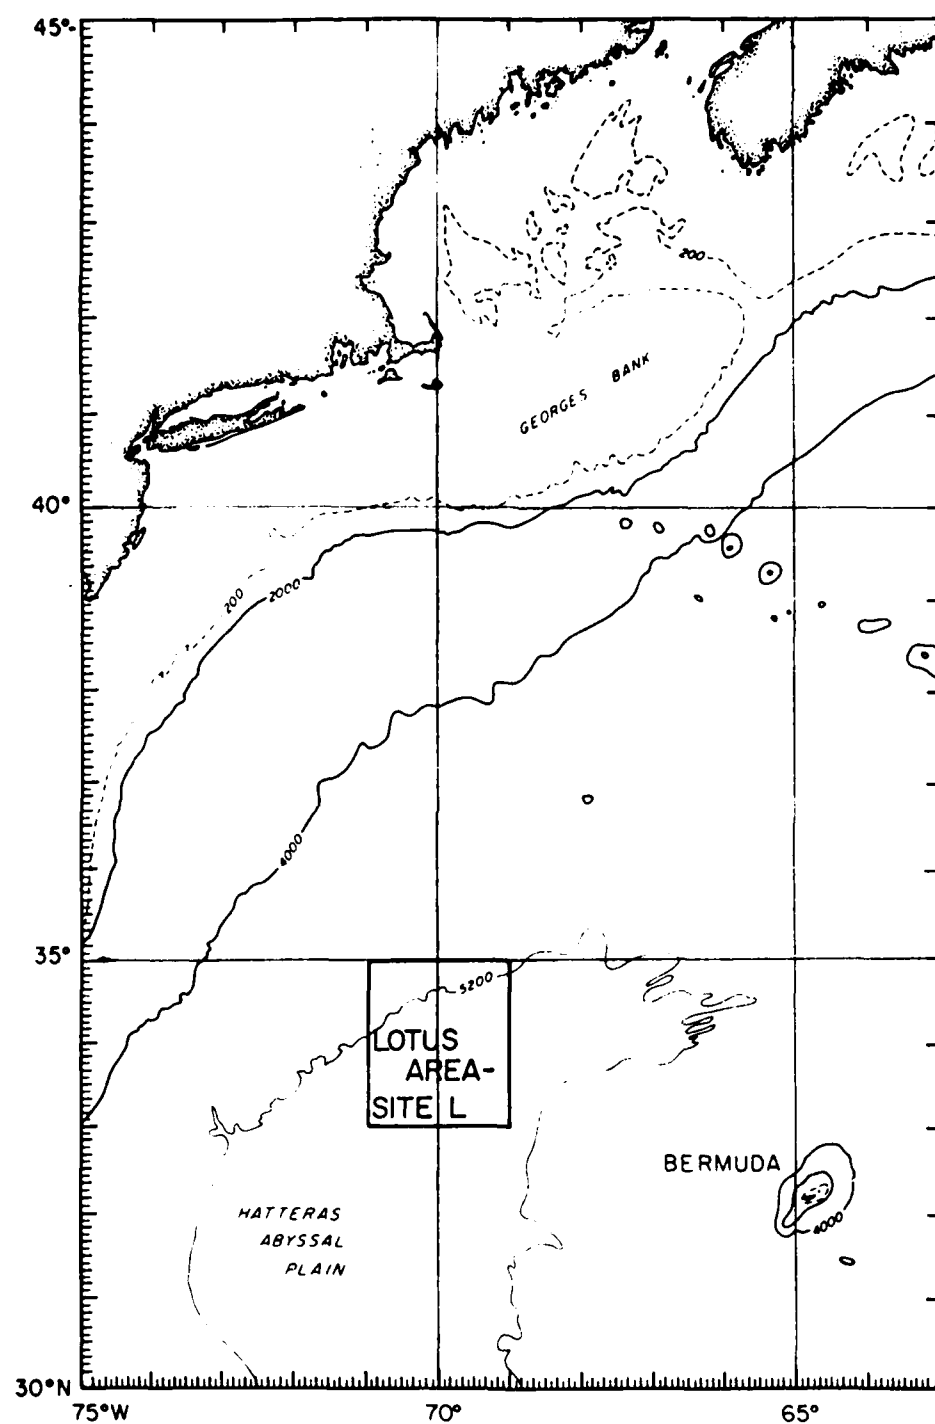 45°
200
GEORGES BANK
40°
200
2000
4000
35°
5200
LOTUS
AREA-
SITE L
BERMUDA
4000
HATTERAS
ABYSSAL
PLAIN
30°N
75°W
70°
65°